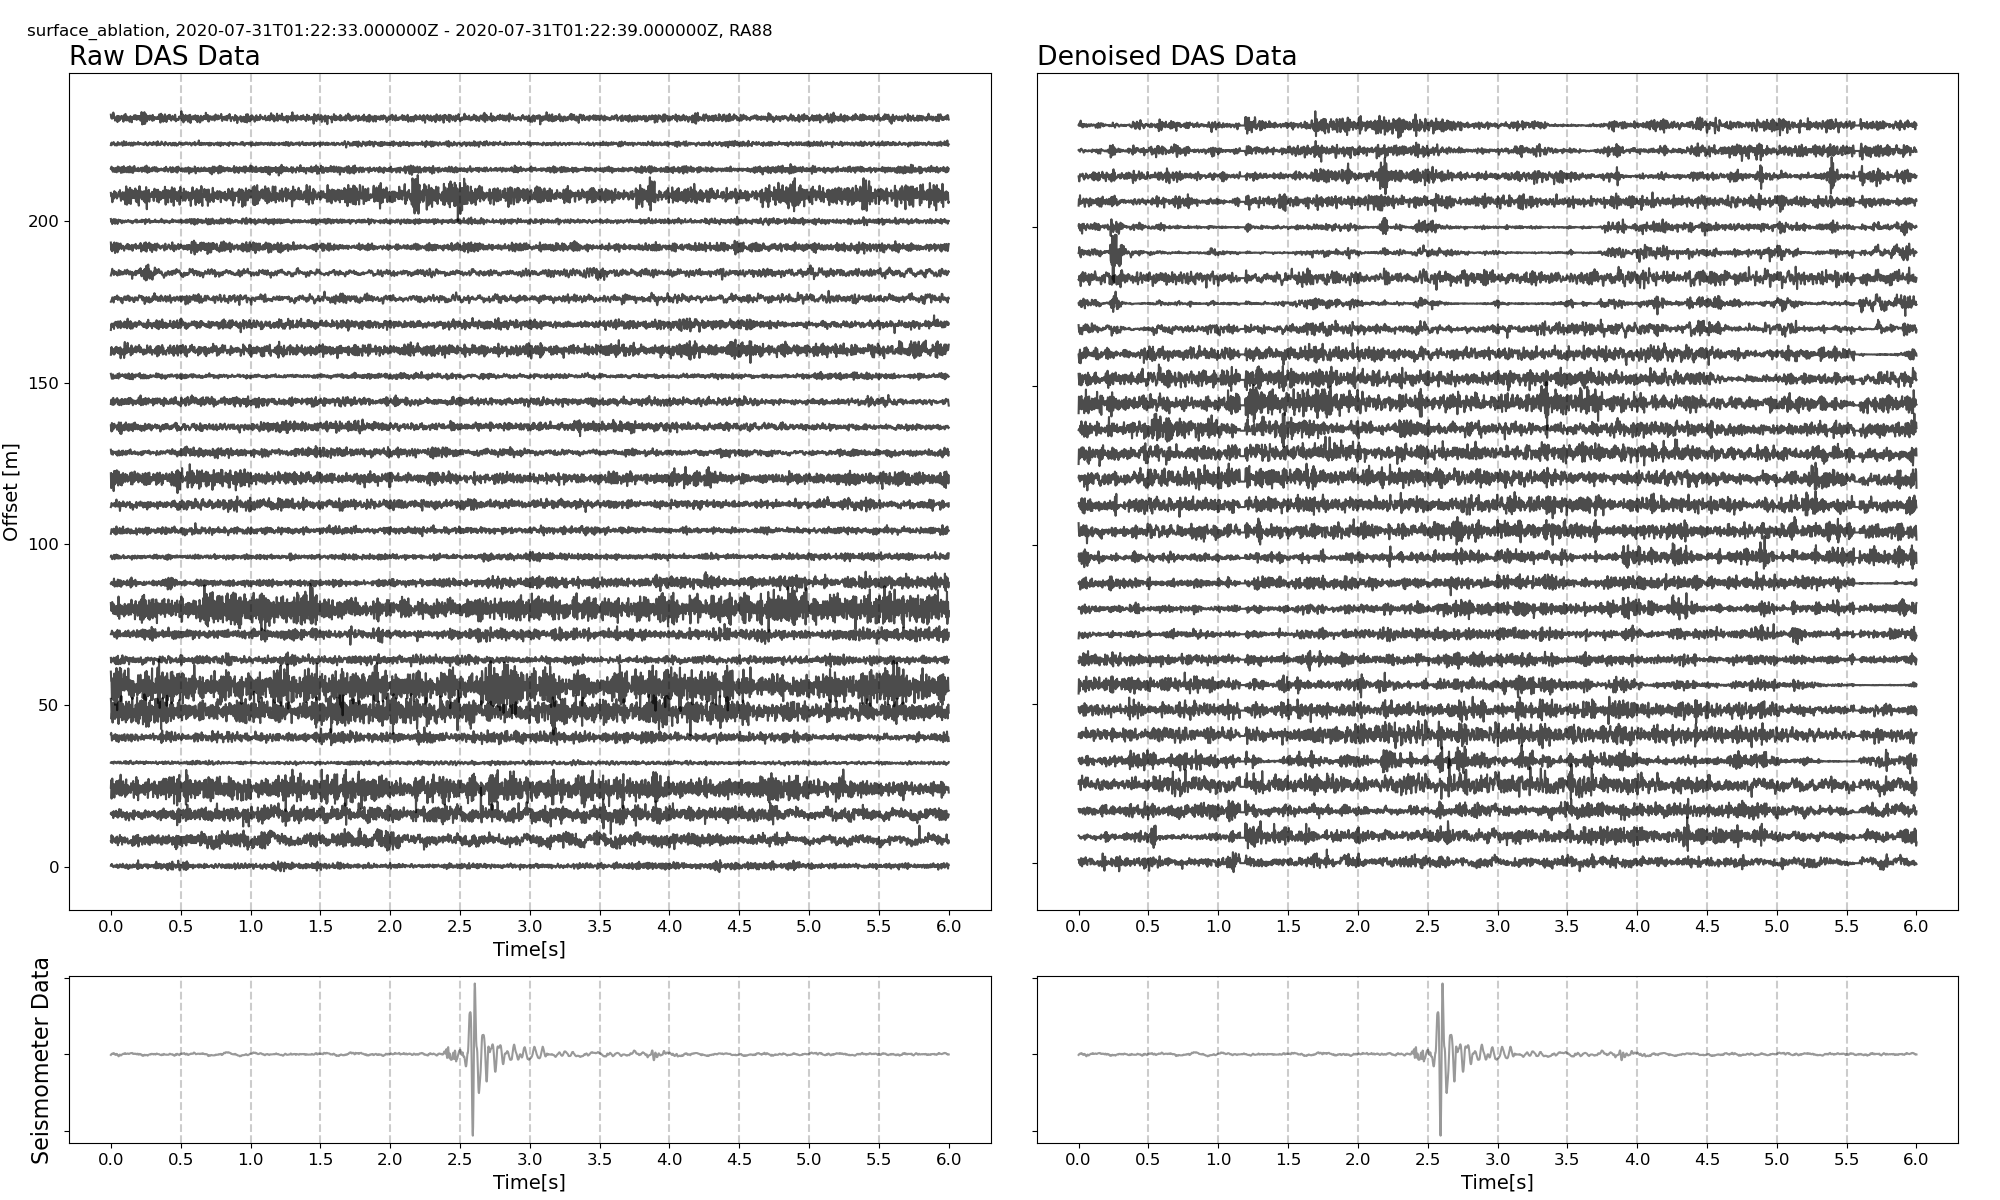 surface_ablation, 2020-07-31T01:22:33.000000Z - 2020-07-31T01:22:39.000000Z, RA88
Raw DAS Data
Denoised DAS Data
Offset [m]
200
150
100
50
0
0.0 0.5 1.0 1.5 2.0 2.5 3.0 3.5 4.0 4.5 5.0 5.5 6.0
Time[s]
0.0 0.5 1.0 1.5 2.0 2.5 3.0 3.5 4.0 4.5 5.0 5.5 6.0
Seismometer Data
0.0 0.5 1.0 1.5 2.0 2.5 3.0 3.5 4.0 4.5 5.0 5.5 6.0
Time[s]
0.0 0.5 1.0 1.5 2.0 2.5 3.0 3.5 4.0 4.5 5.0 5.5 6.0
Time[s]